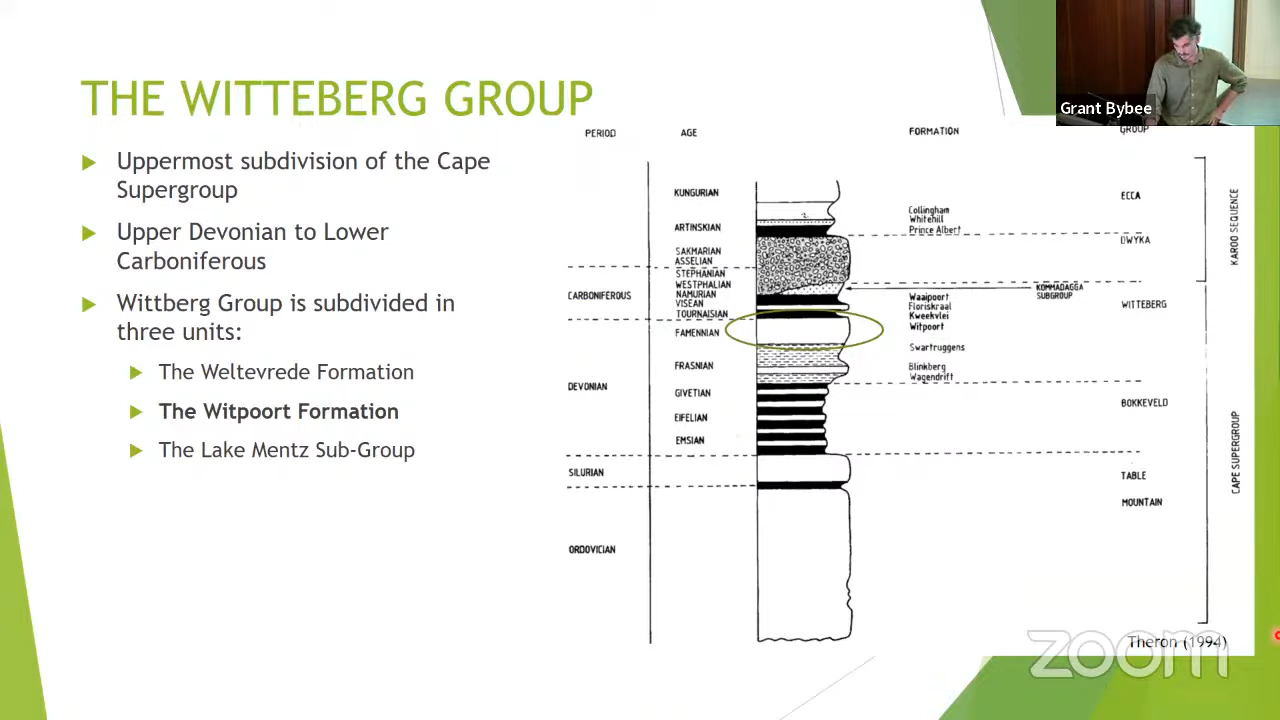 THE WITTEBERG GROUP
Uppermost subdivision of the Cape
Supergroup
Upper Devonian to Lower
Carboniferous
Wittberg Group is subdivided in
three units:
The Weltevrede Formation
The Witpoort Formation
The Lake Mentz Sub-Group
Grant Bybee
PERIOD AGE FORMATION GROUP
KUNGURIAN
ARTINSKIAN
SAKMARIAN
ASSELIAN
STEPHANIAN
WESTPHALIAN
CARBONIFEROUS
NAMURIAN
VISEAN
TOURNAISIAN
FAMENNIAN
FRASNIAN
DEVONIAN
GIVETIAN
EIFELIAN
EMSIAN
SILURIAN
ORDOVICIAN
Collingham
Whitehill
Prince Albert
Waaipoort
Floriskraal
Kweekvlei
Witpoort
Swartruggens
Blinkberg
Wagendrift
KOMMADAGGA
SUBGROUP
ECCA
DWYKA
WITTEBERG
BOKKEVELD
TABLE
MOUNTAIN
KAROO SEQUENCE
CAPE SUPERGROUP
Theron (1994)
zoom